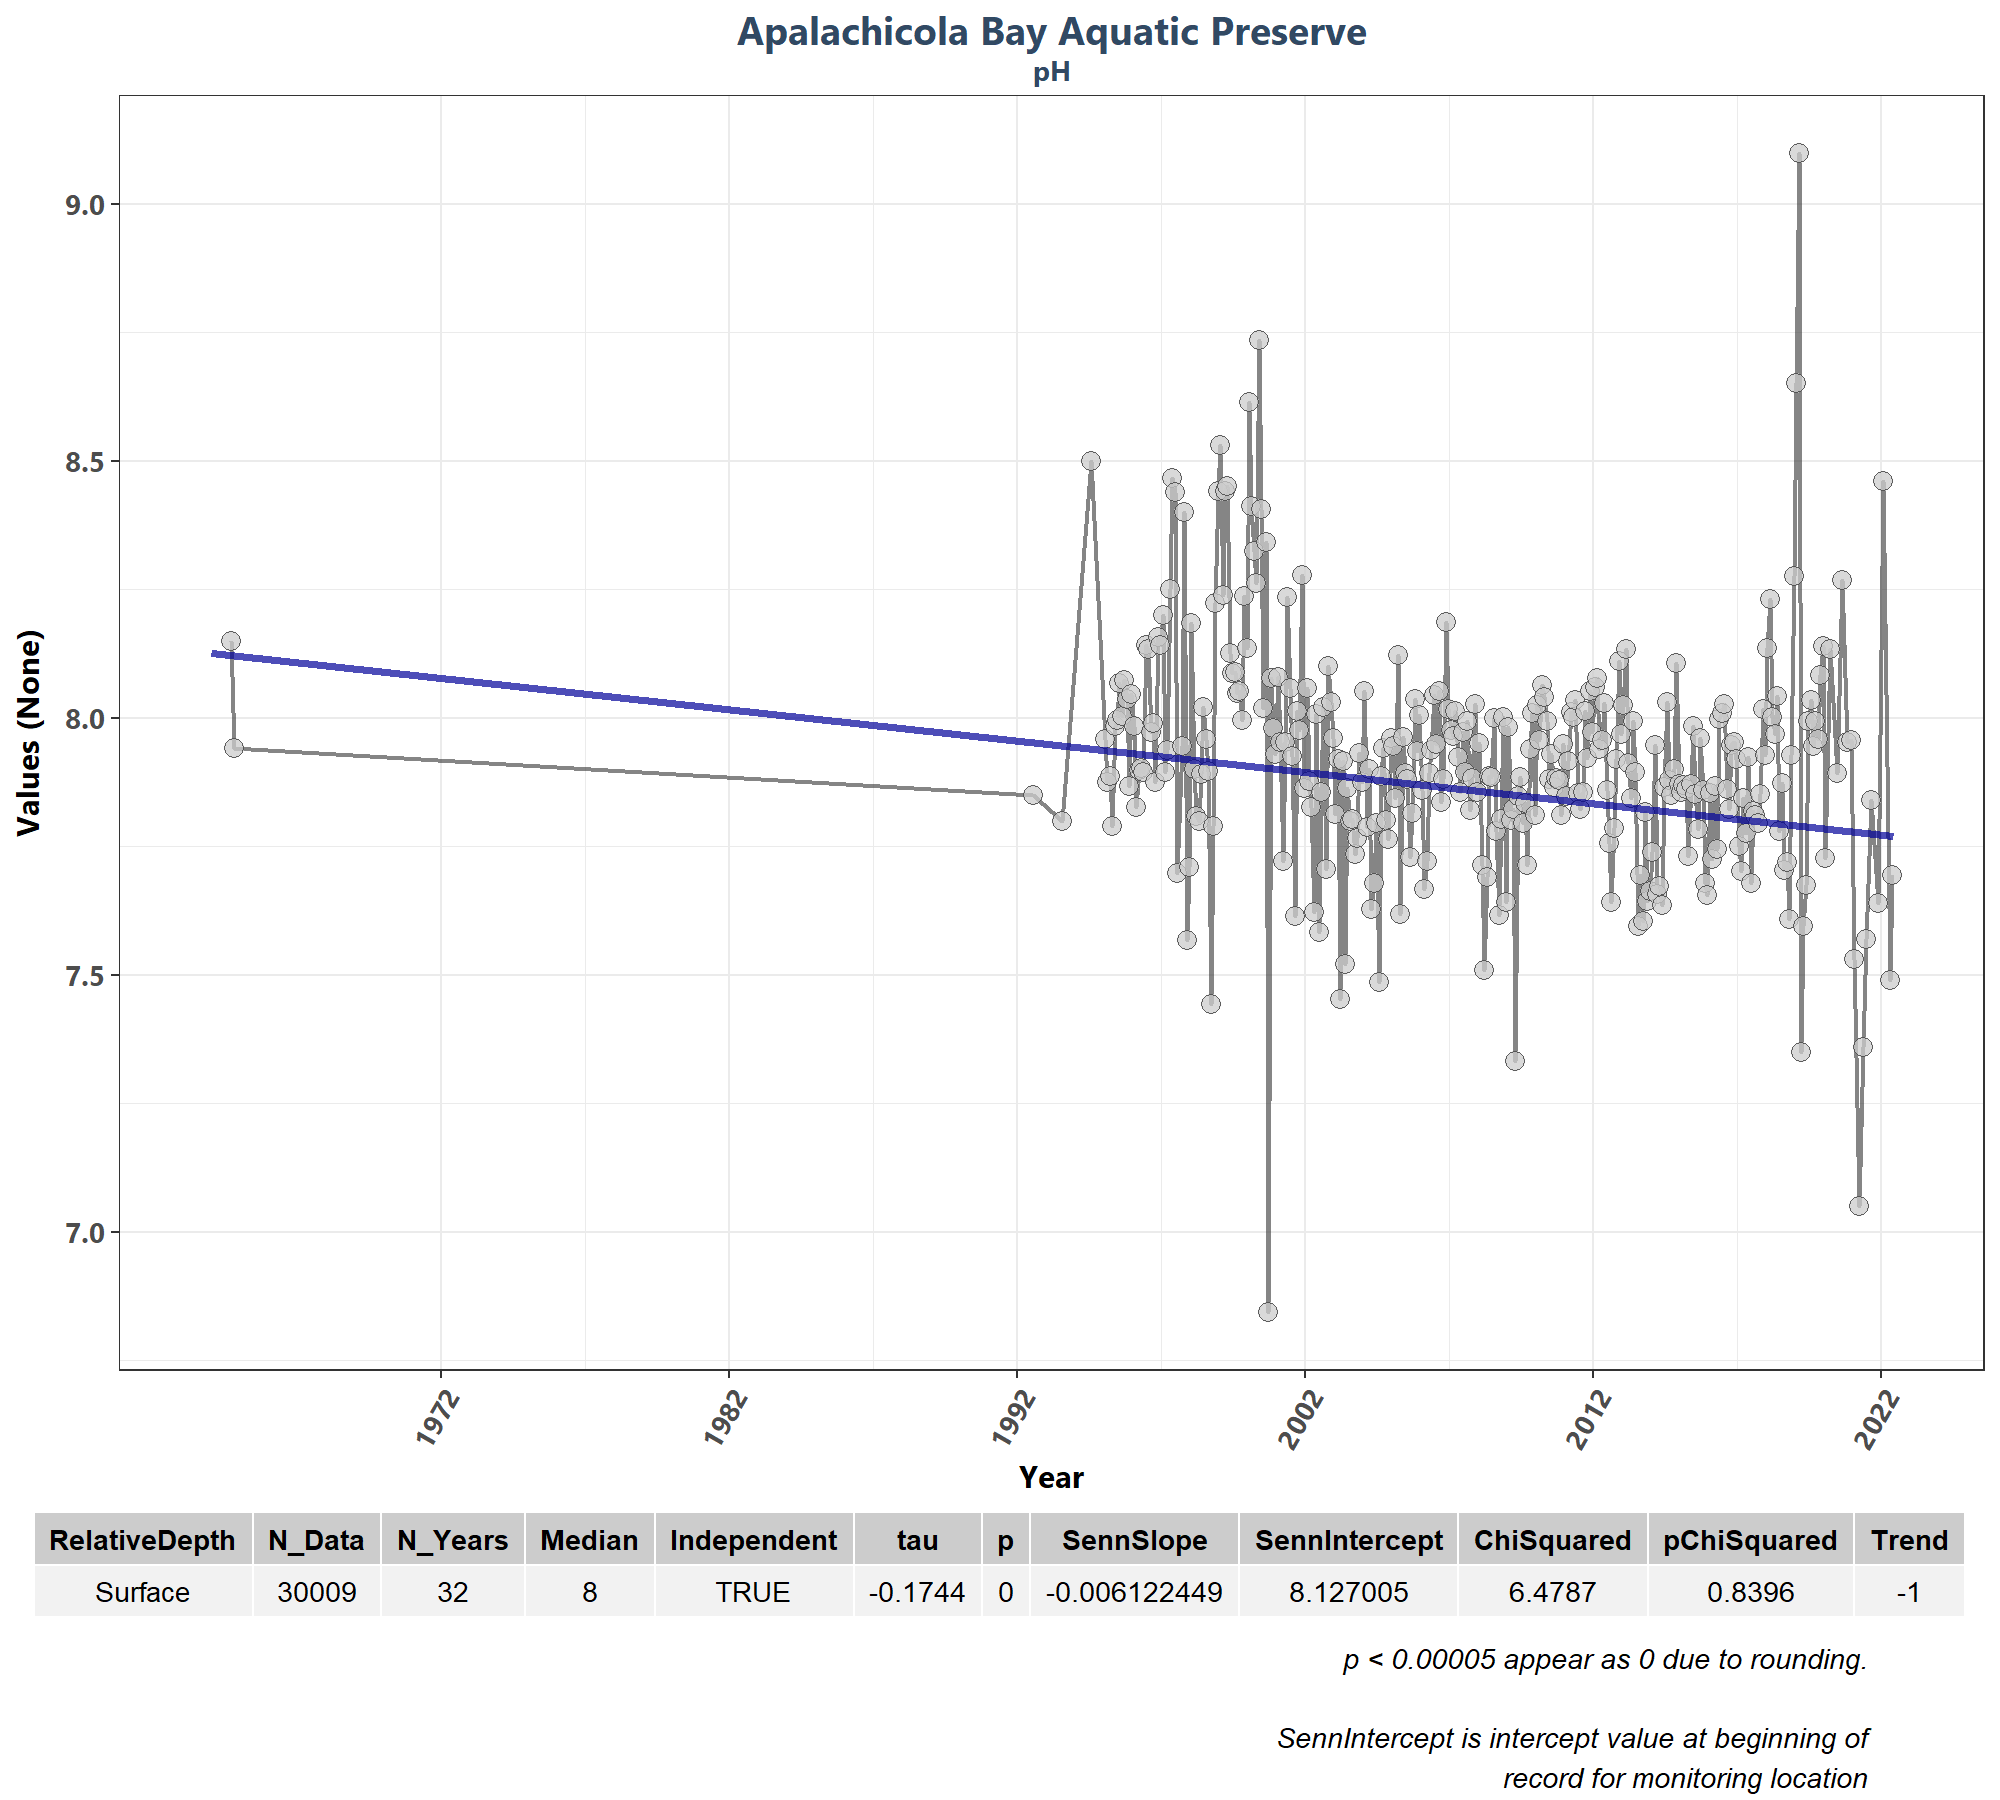 Apalachicola Bay Aquatic Preserve
pH
Values (None)
9.0
8.5
8.0
7.5
7.0
1972 1982 1992 2002 2012 2022
Year
RelativeDepth N_Data N_Years Median Independent tau p SennSlope SennIntercept ChiSquared pChiSquared Trend
Surface 30009 32 8 TRUE -0.1744 0 -0.006122449 8.127005 6.4787 0.8396 -1
p < 0.00005 appear as 0 due to rounding.
SennIntercept is intercept value at beginning of
record for monitoring location